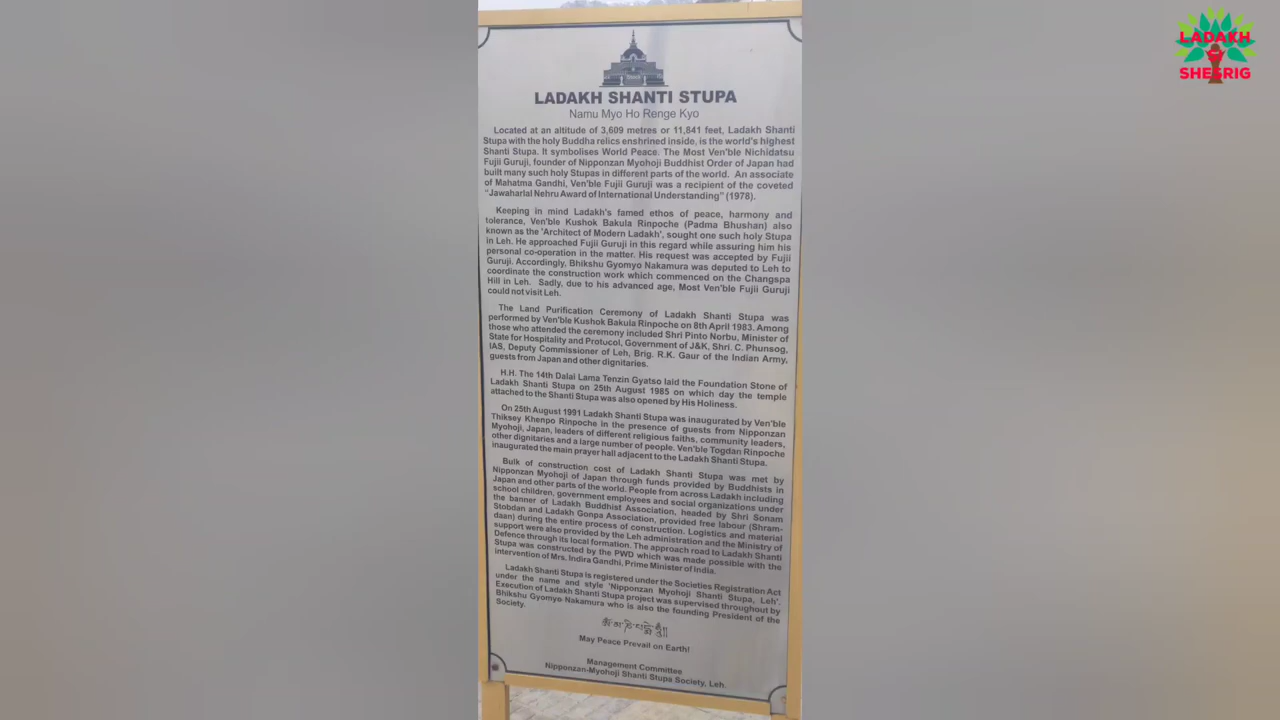 LADAKH
SHESRIG
LADAKH SHANTI STUPA
Namu Myo Ho Renge Kyo
Located at an altitude of 3,609 metres or 11,841 feet, Ladakh Shanti
Stupa with the holy Buddha relics enshrined inside, is the world's highest
Shanti Stupa. It symbolises World Peace. The Most Ven'ble Nichidatsu
Fujii Guruji, founder of Nipponzan Myohoji Buddhist Order of Japan had
built many such holy Stupas in different parts of the world. An associate
of Mahatma Gandhi, Ven'ble Fujii Guruji was a recipient of the coveted
“Jawaharlal Nehru Award of International Understanding” (1978).
Keeping in mind Ladakh's famed ethos of peace, harmony and
tolerance, Ven'ble Kushok Bakula Rinpoche (Padma Bhushan) also
known as the 'Architect of Modern Ladakh', sought one such holy Stupa
in Leh. He approached Fujii Guruji in this regard while assuring him his
personal co-operation in the matter. His request was accepted by Fujii
Guruji. Accordingly, Bhikshu Gyomyo Nakamura was deputed to Leh to
coordinate the construction work which commenced on the Changspa
Hill in Leh. Sadly, due to his advanced age, Most Ven'ble Fujii Guruji
could not visit Leh.
The Land Purification Ceremony of Ladakh Shanti Stupa was
performed by Ven'ble Kushok Bakula Rinpoche on 8th April 1983. Among
those who attended the ceremony included Shri Pinto Norbu, Minister of
State for Hospitality and Protocol, Government of J&K, Shri. C. Phunsog,
IAS, Deputy Commissioner of Leh, Brig. R.K. Gaur of the Indian Army,
guests from Japan and other dignitaries.
H.H. The 14th Dalai Lama Tenzin Gyatso laid the Foundation Stone of
Ladakh Shanti Stupa on 25th August 1985 on which day the temple
attached to the Shanti Stupa was also opened by His Holiness.
On 25th August 1991 Ladakh Shanti Stupa was inaugurated by Ven'ble
Thiksey Khenpo Rinpoche in the presence of guests from Nipponzan
Myohoji, Japan, leaders of different religious faiths, community leaders,
other dignitaries and a large number of people. Ven'ble Togdan Rinpoche
inaugurated the main prayer hall adjacent to the Ladakh Shanti Stupa.
Bulk of construction cost of Ladakh Shanti Stupa was met by
Nipponzan Myohoji of Japan through funds provided by Buddhists in
Japan and other parts of the world. People from across Ladakh including
school children, government employees and social organizations under
the banner of Ladakh Buddhist Association, headed by Shri Sonam
Stobdan and Ladakh Gonpa Association, provided free labour (Shram-
daan) during the entire process of construction. Logistics and material
support were also provided by the Leh administration and the Ministry of
Defence through its local formation. The approach road to Ladakh Shanti
Stupa was constructed by the PWD which was made possible with the
intervention of Mrs. Indira Gandhi, Prime Minister of India.
Ladakh Shanti Stupa is registered under the Societies Registration Act
under the name and style 'Nipponzan Myohoji Shanti Stupa, Leh'.
Execution of Ladakh Shanti Stupa project was supervised throughout by
Bhikshu Gyomyo Nakamura who is also the founding President of the
Society.
ཨོཾ་མ་ཎི་པདྨེ་ཧཱུྃ༎
May Peace Prevail on Earth!
Management Committee
Nipponzan-Myohoji Shanti Stupa Society, Leh.